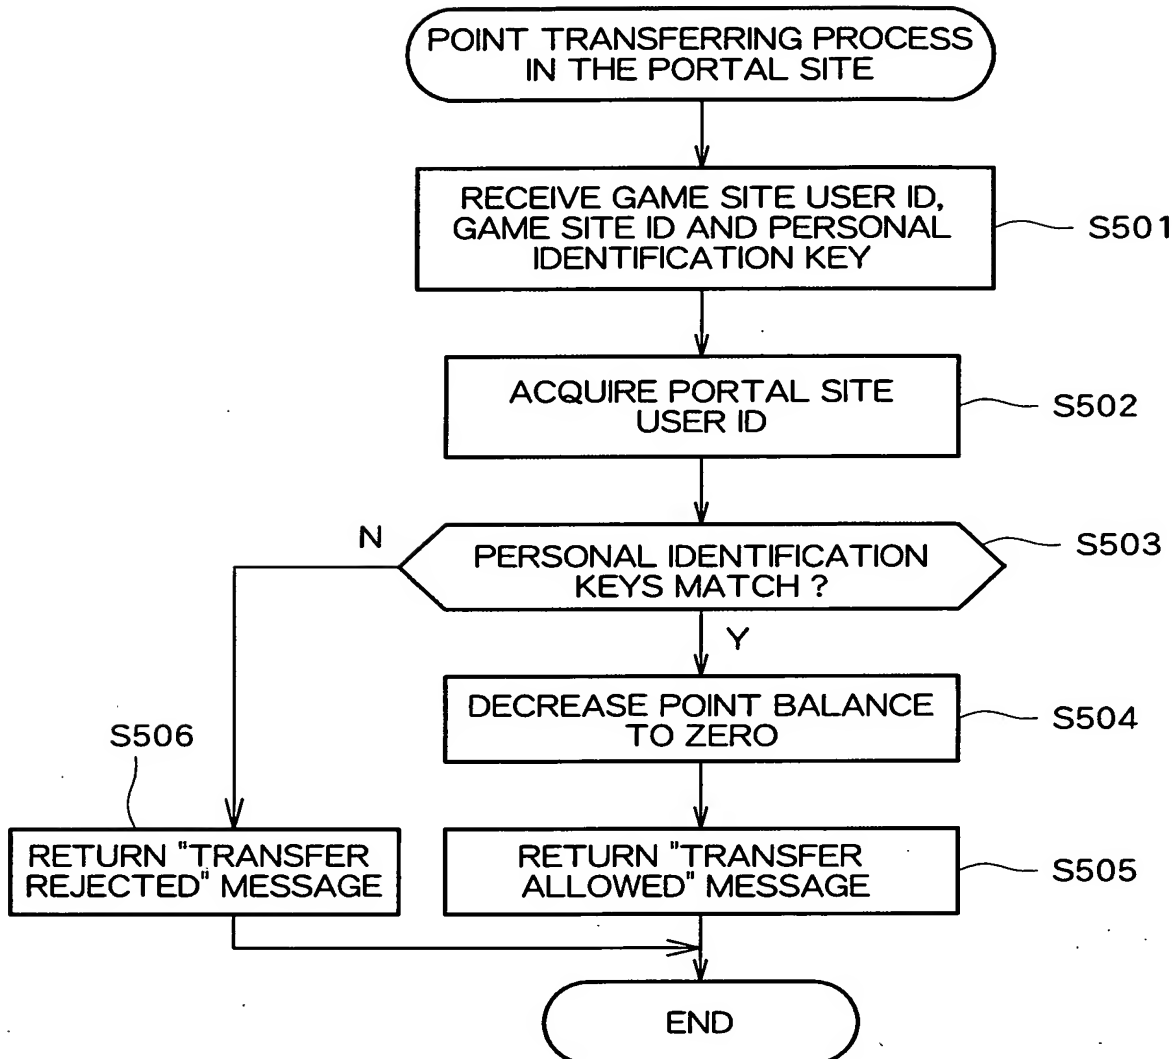 POINT TRANSFERRING PROCESS
IN THE PORTAL SITE
RECEIVE GAME SITE USER ID,
GAME SITE ID AND PERSONAL
IDENTIFICATION KEY
S501
ACQUIRE PORTAL SITE
USER ID
S502
N
PERSONAL IDENTIFICATION
KEYS MATCH ?
S503
Y
DECREASE POINT BALANCE
TO ZERO
S504
S506
RETURN "TRANSFER
REJECTED" MESSAGE
RETURN "TRANSFER
ALLOWED" MESSAGE
S505
END